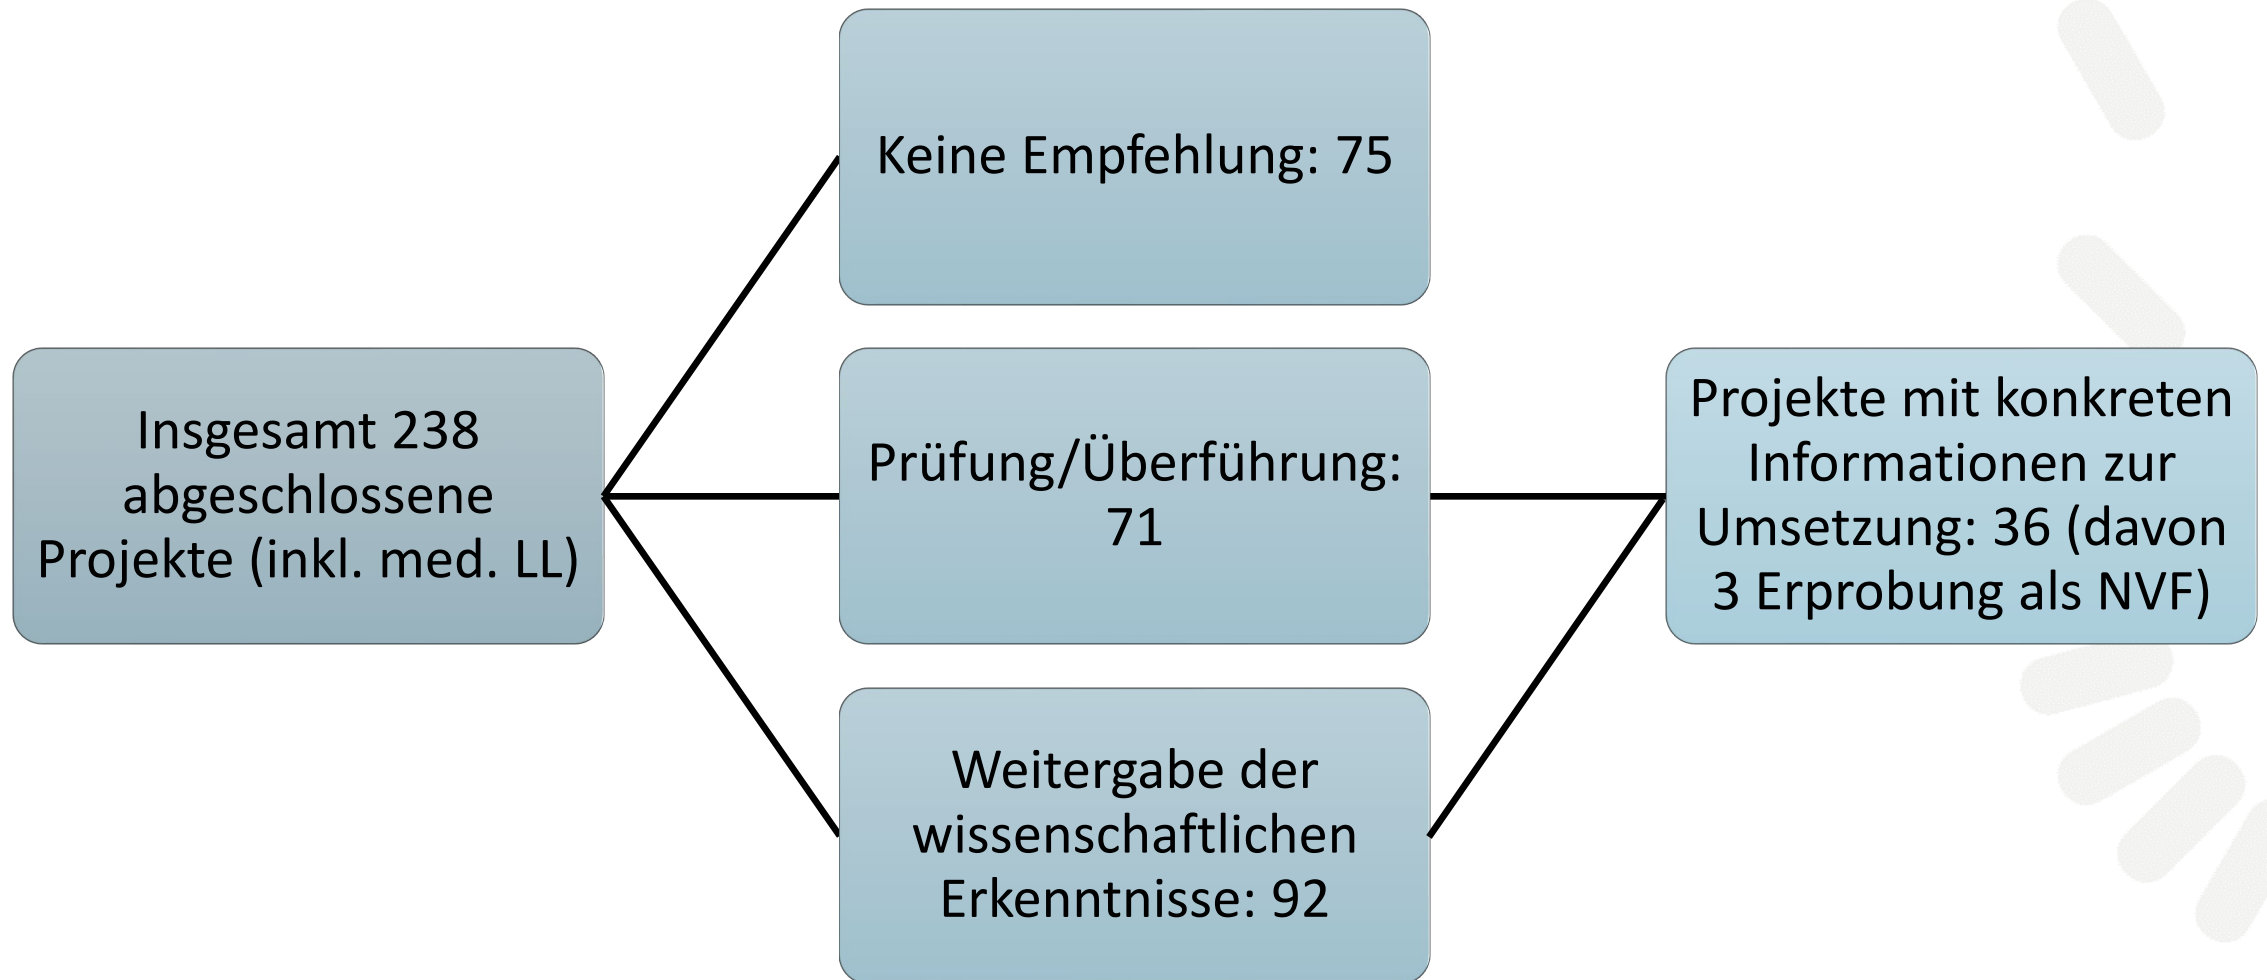 Insgesamt 238
abgeschlossene
Projekte (inkl. med. LL)
Keine Empfehlung: 75
Prüfung/Überführung:
71
Weitergabe der
wissenschaftlichen
Erkenntnisse: 92
Projekte mit konkreten
Informationen zur
Umsetzung: 36 (davon
3 Erprobung als NVF)